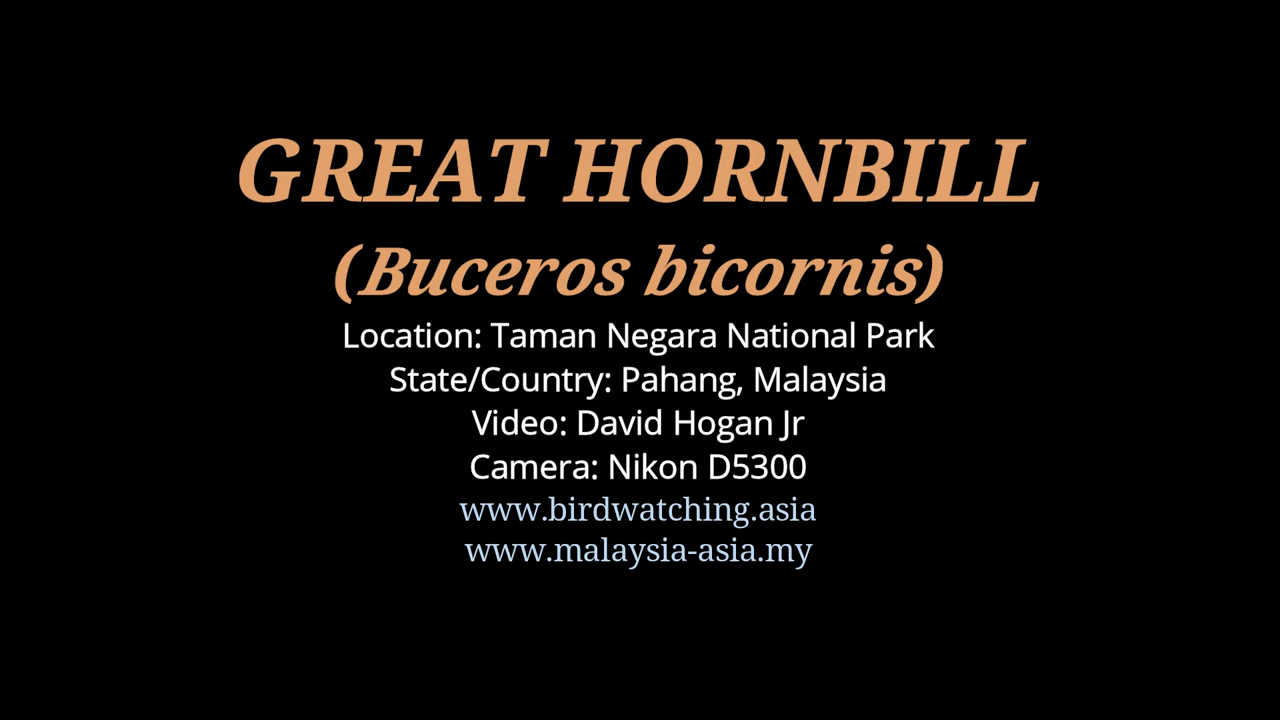 GREAT HORNBILL
(Buceros bicornis)
Location: Taman Negara National Park
State/Country: Pahang, Malaysia
Video: David Hogan Jr
Camera: Nikon D5300
www.birdwatching.asia
www.malaysia-asia.my